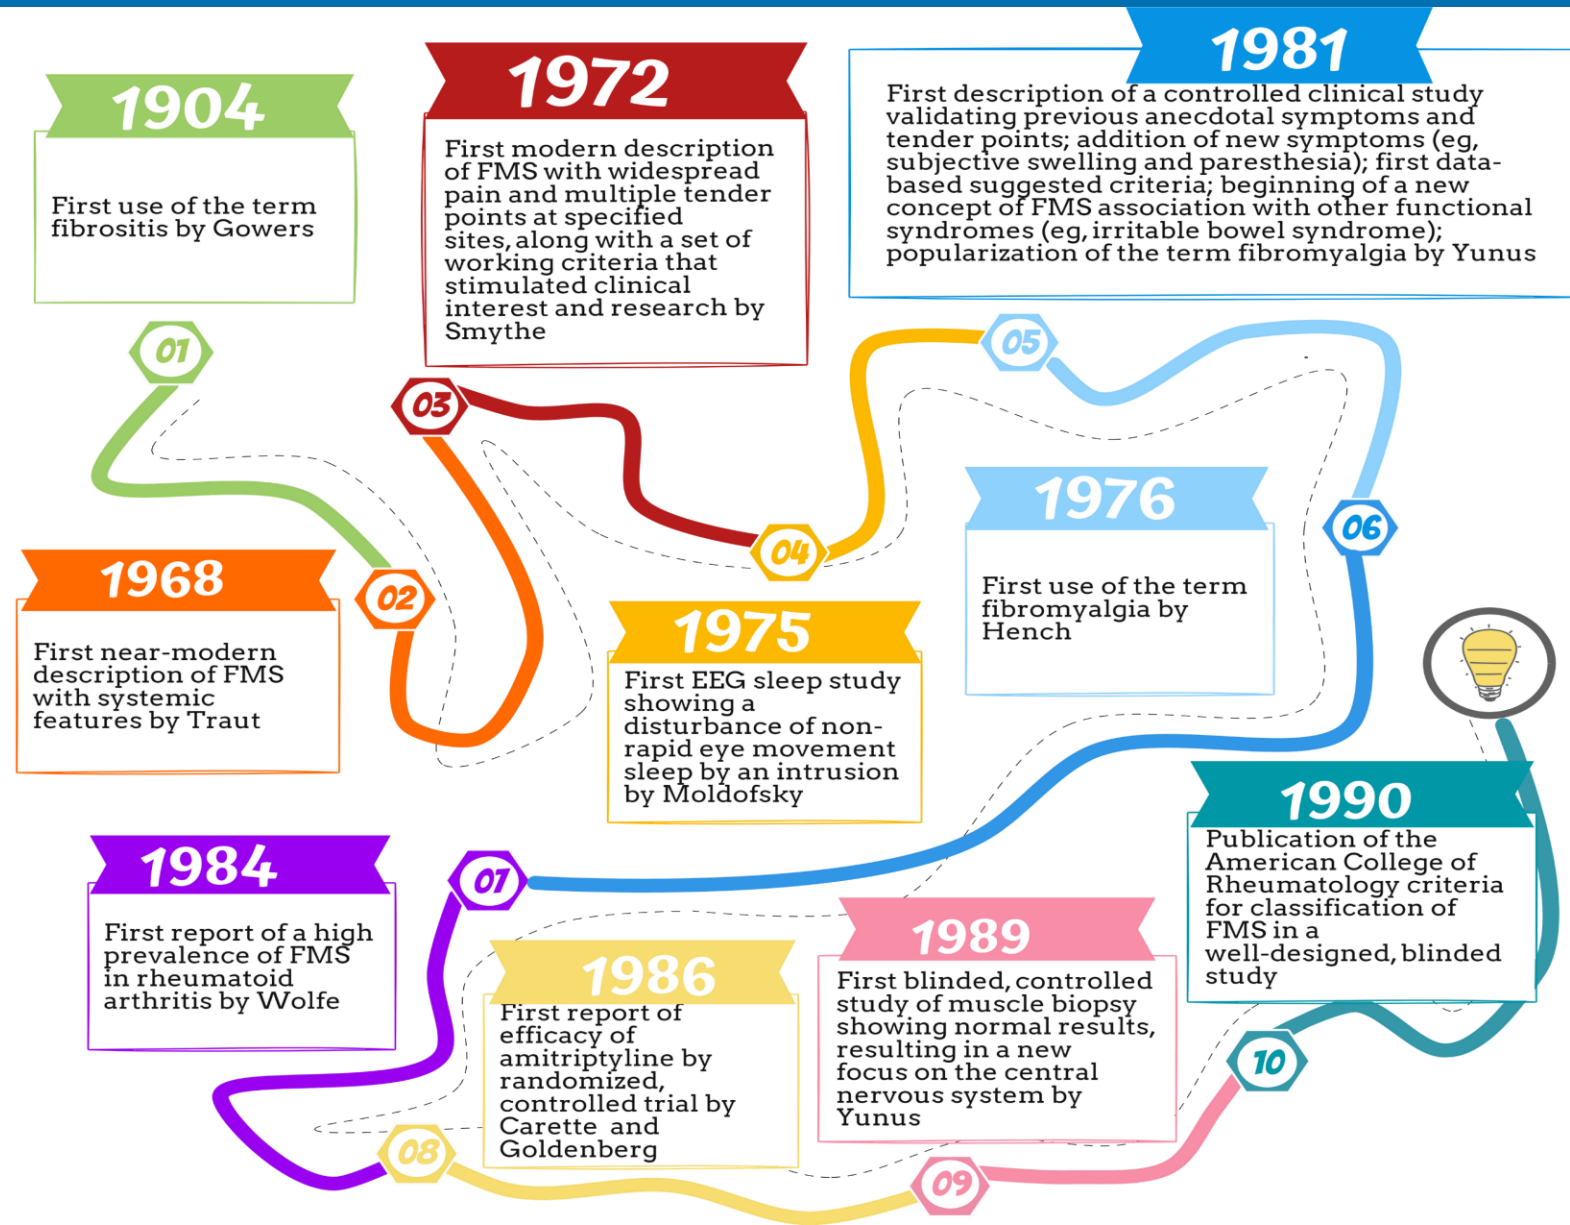 1904
First use of the term
fibrositis by Gowers
01
1968
First near-modern
description of FMS
with systemic
features by Traut
02
1972
First modern description
of FMS with widespread
pain and multiple tender
points at specified
sites, along with a set of
working criteria that
stimulated clinical
interest and research by
Smythe
03
1975
First EEG sleep study
showing a
disturbance of non-
rapid eye movement
sleep by an intrusion
by Moldofsky
04
1976
First use of the term
fibromyalgia by
Hench
05
1981
First description of a controlled clinical study
validating previous anecdotal symptoms and
tender points; addition of new symptoms (eg,
subjective swelling and paresthesia); first data-
based suggested criteria; beginning of a new
concept of FMS association with other functional
syndromes (eg, irritable bowel syndrome);
popularization of the term fibromyalgia by Yunus
06
1984
First report of a high
prevalence of FMS
in rheumatoid
arthritis by Wolfe
07
1986
First report of
efficacy of
amitriptyline by
randomized,
controlled trial by
Carette and
Goldenberg
08
1989
First blinded, controlled
study of muscle biopsy
showing normal results,
resulting in a new
focus on the central
nervous system by
Yunus
09
1990
Publication of the
American College of
Rheumatology criteria
for classification of
FMS in a
well-designed, blinded
study
10